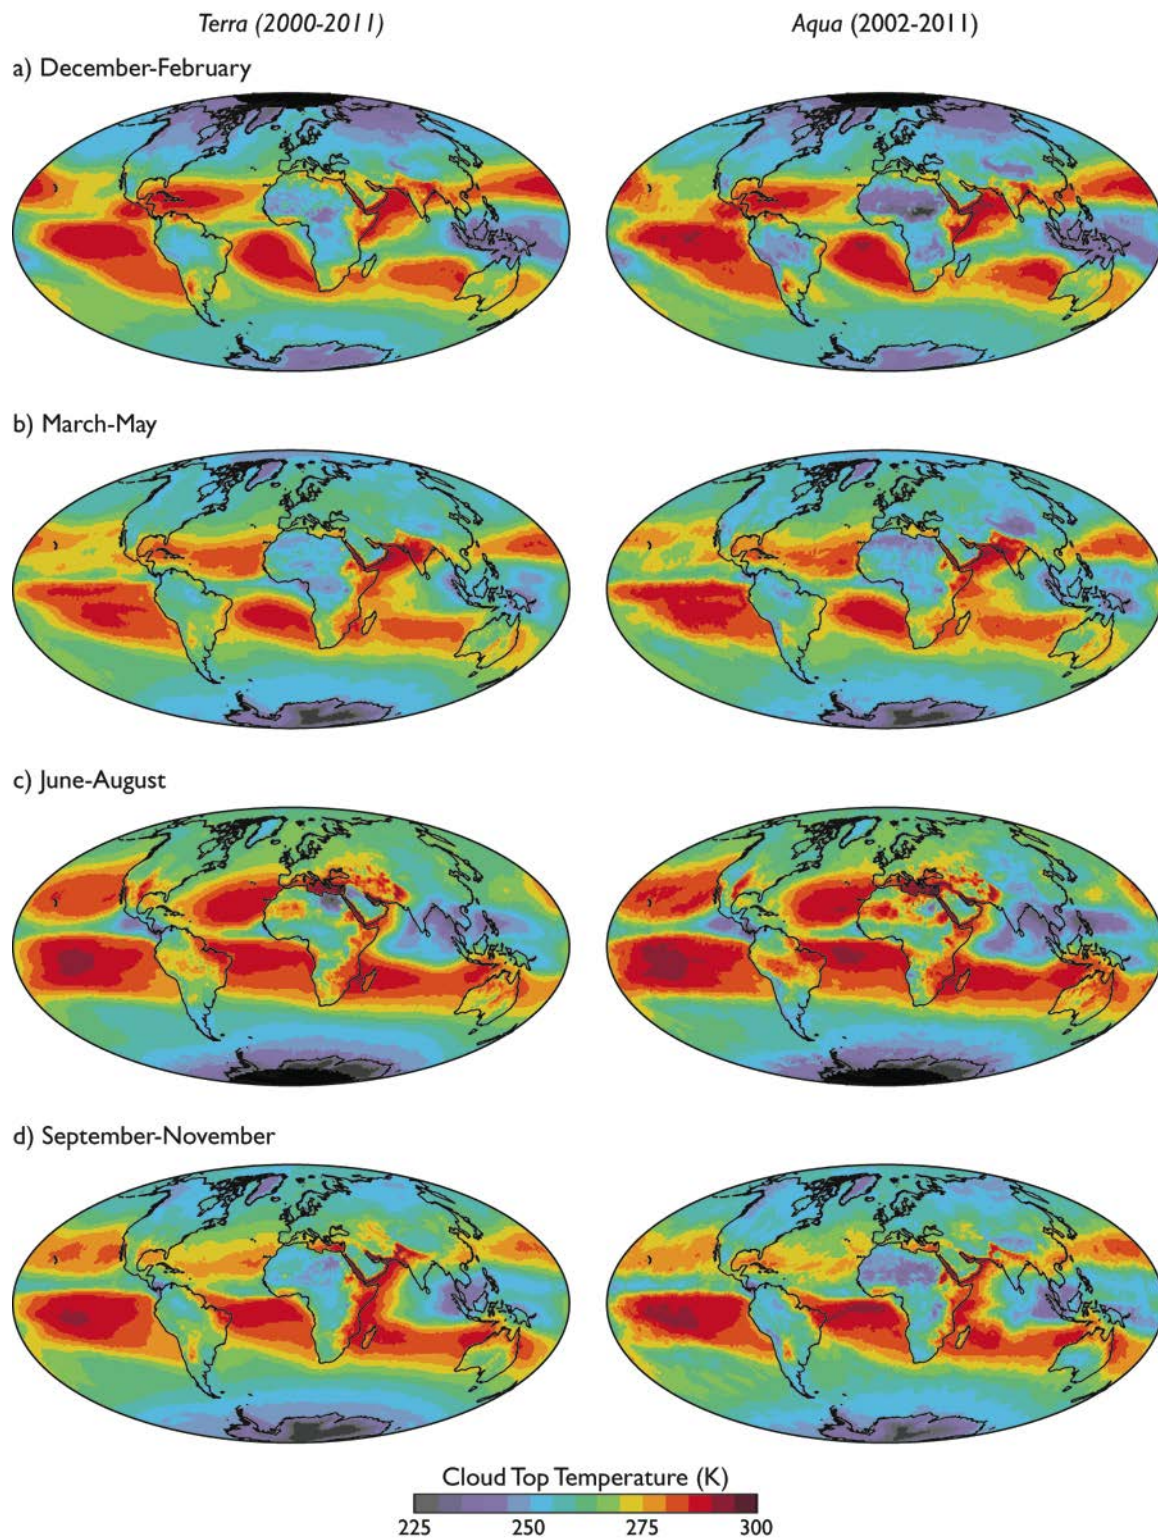 Terra (2000-2011)
Aqua (2002-2011)
a) December-February
b) March-May
c) June-August
d) September-November
Cloud Top Temperature (K)
225 250 275 300